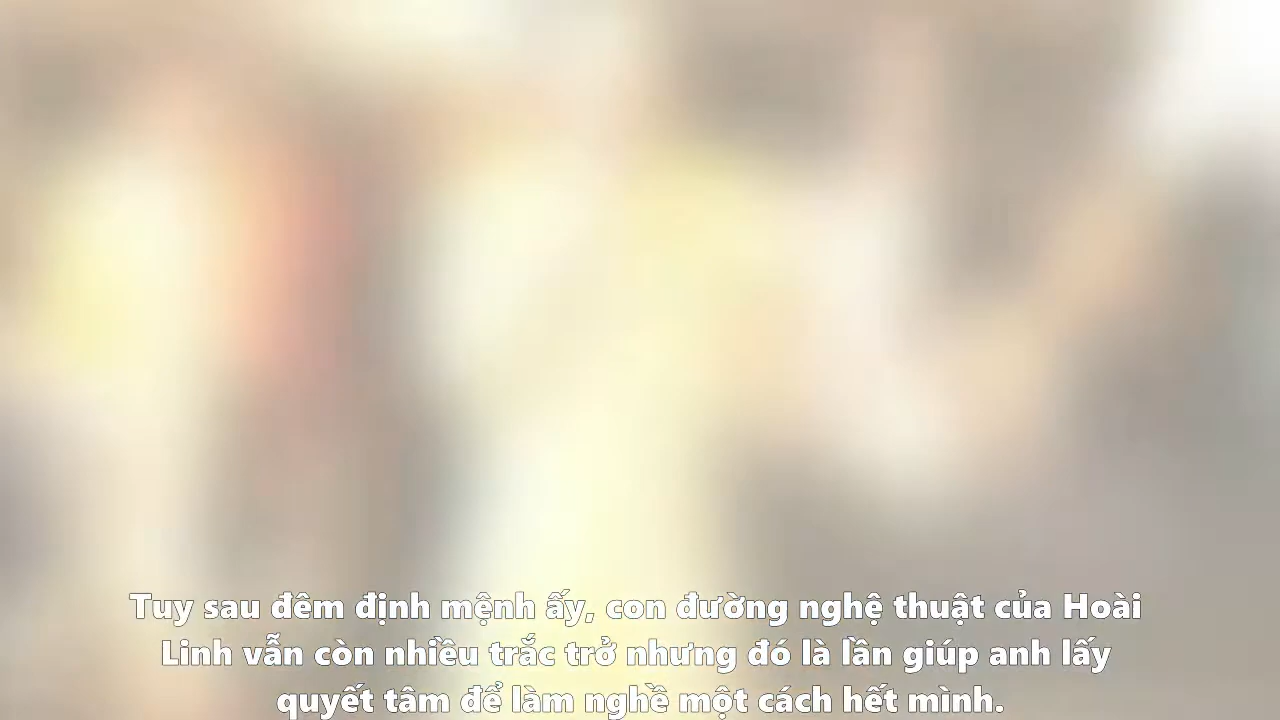 Tuy sau đêm định mệnh ấy, con đường nghệ thuật của Hoài
Linh vẫn còn nhiều trắc trở nhưng đó là lần giúp anh lấy
quyết tâm để làm nghề một cách hết mình.